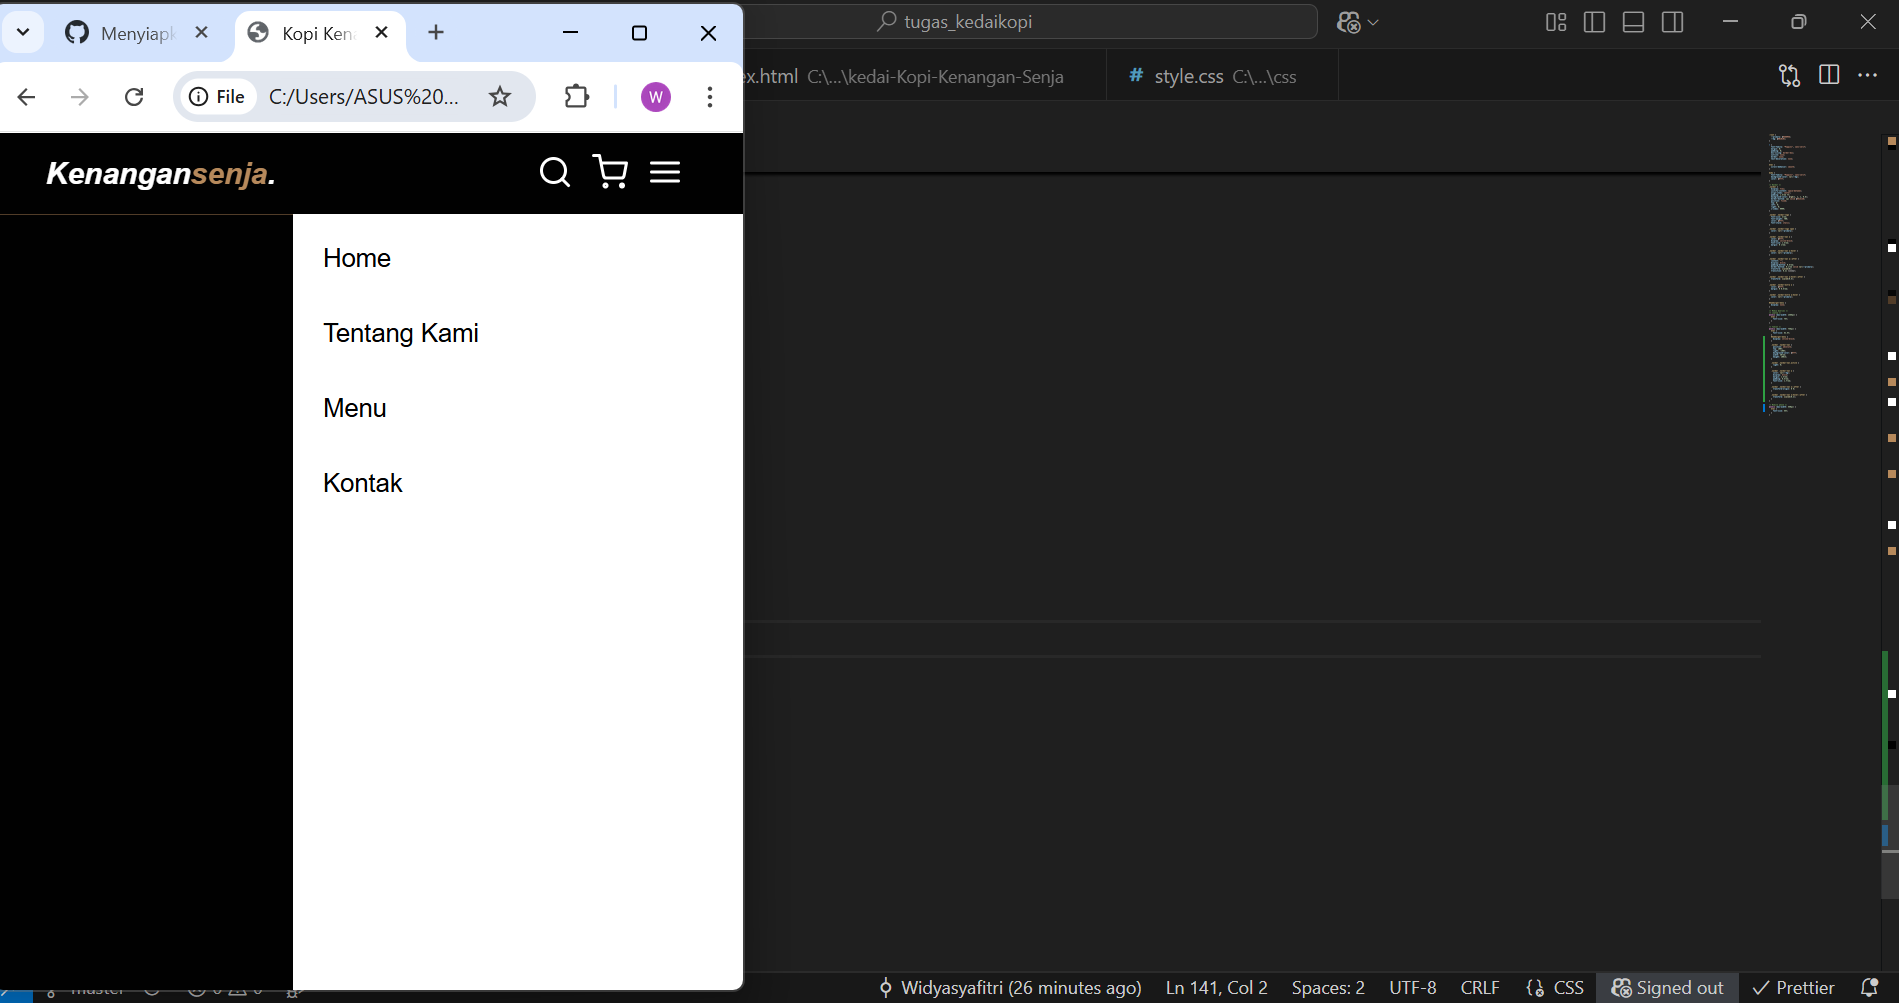 Menyiapk
Kopi Kena
tugas_kedaikopi
ex.html C:\...\kedai-Kopi-Kenangan-Senja
# style.css C:\...\css
File C:/Users/ASUS%20...
W
Kenangansenja.
Home
Tentang Kami
Menu
Kontak
Widyasyafitri (26 minutes ago)
Ln 141, Col 2
Spaces: 2
UTF-8
CRLF
{} CSS
Signed out
Prettier